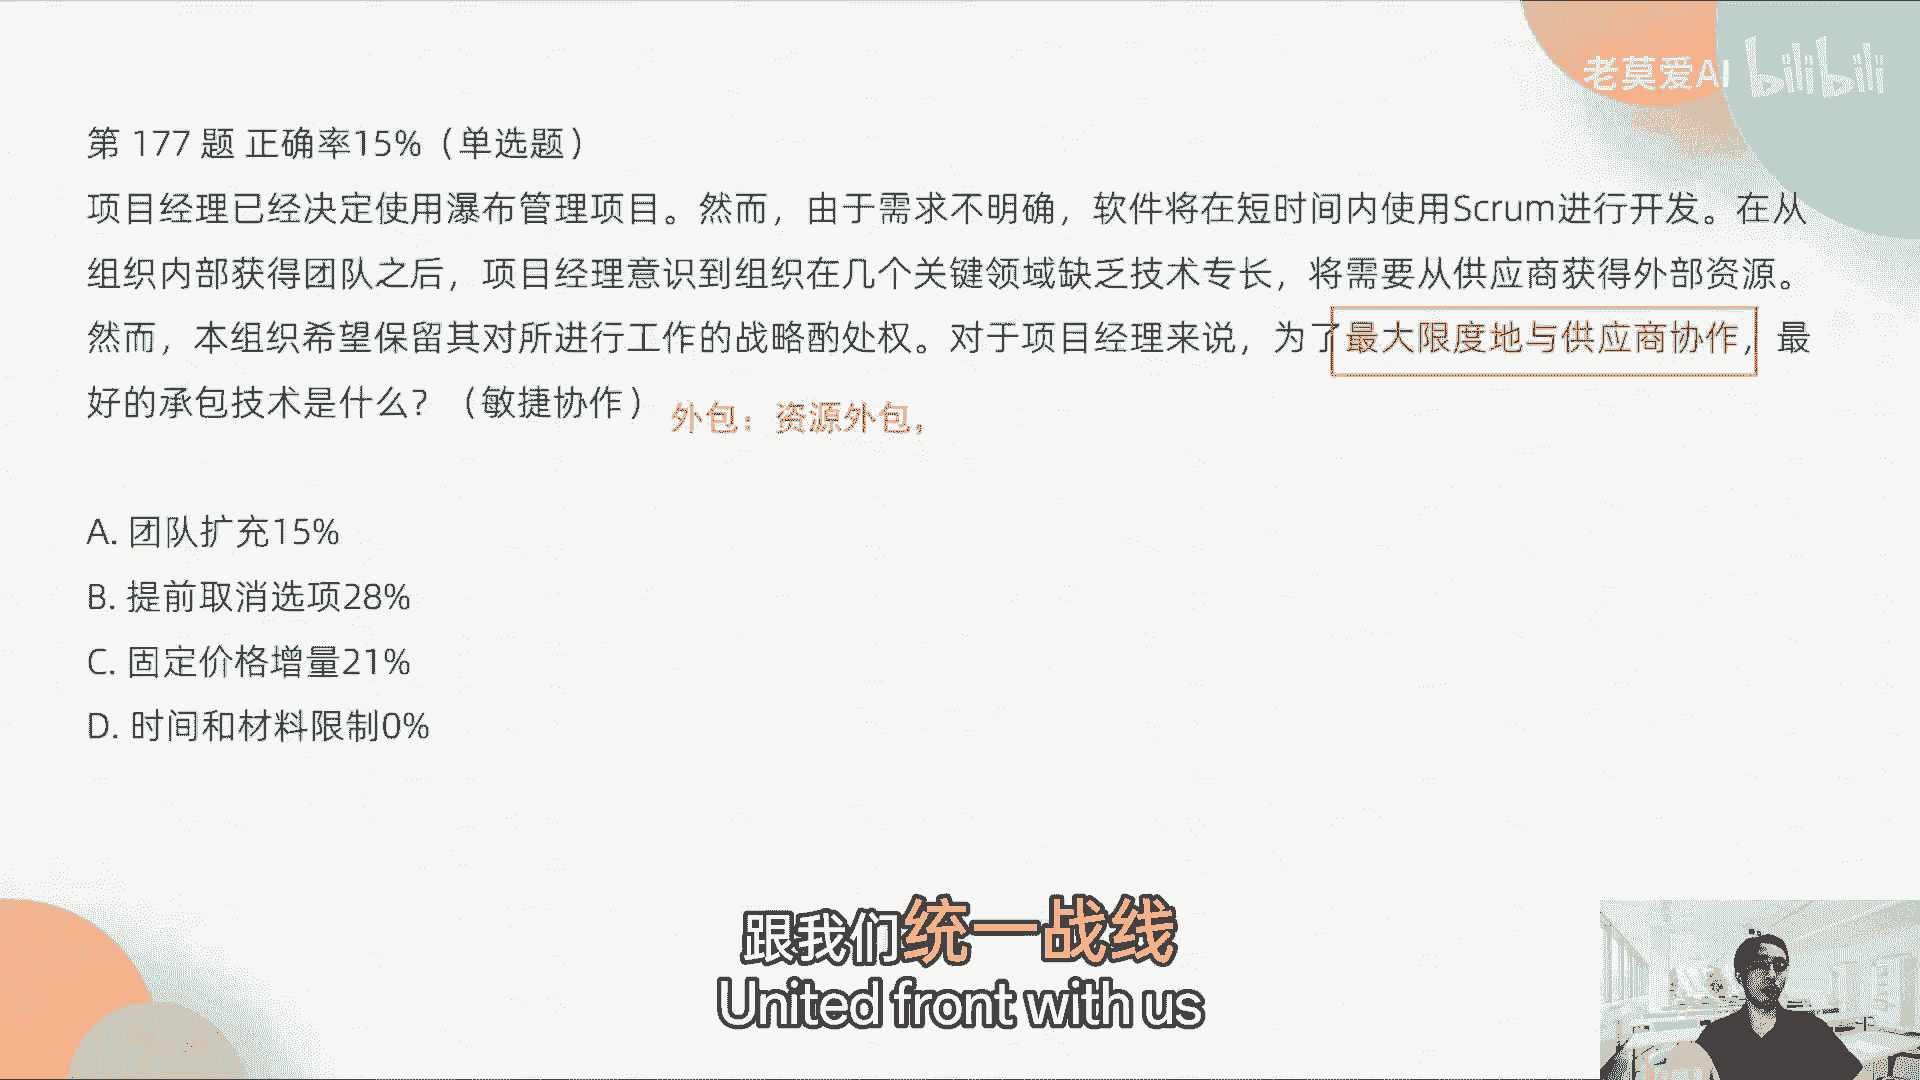 老莫爱AI bilibili
第 177 题 正确率15%（单选题）
项目经理已经决定使用瀑布管理项目。然而，由于需求不明确，软件将在短时间内使用Scrum进行开发。在从
组织内部获得团队之后，项目经理意识到组织在几个关键领域缺乏技术专长，将需要从供应商获得外部资源。
然而，本组织希望保留其对所进行工作的战略酌处权。对于项目经理来说，为了最大限度地与供应商协作，最
好的承包技术是什么？（敏捷协作）
外包：资源外包，
A. 团队扩充15%
B. 提前取消选项28%
C. 固定价格增量21%
D. 时间和材料限制0%
跟我们统一战线
United front with us